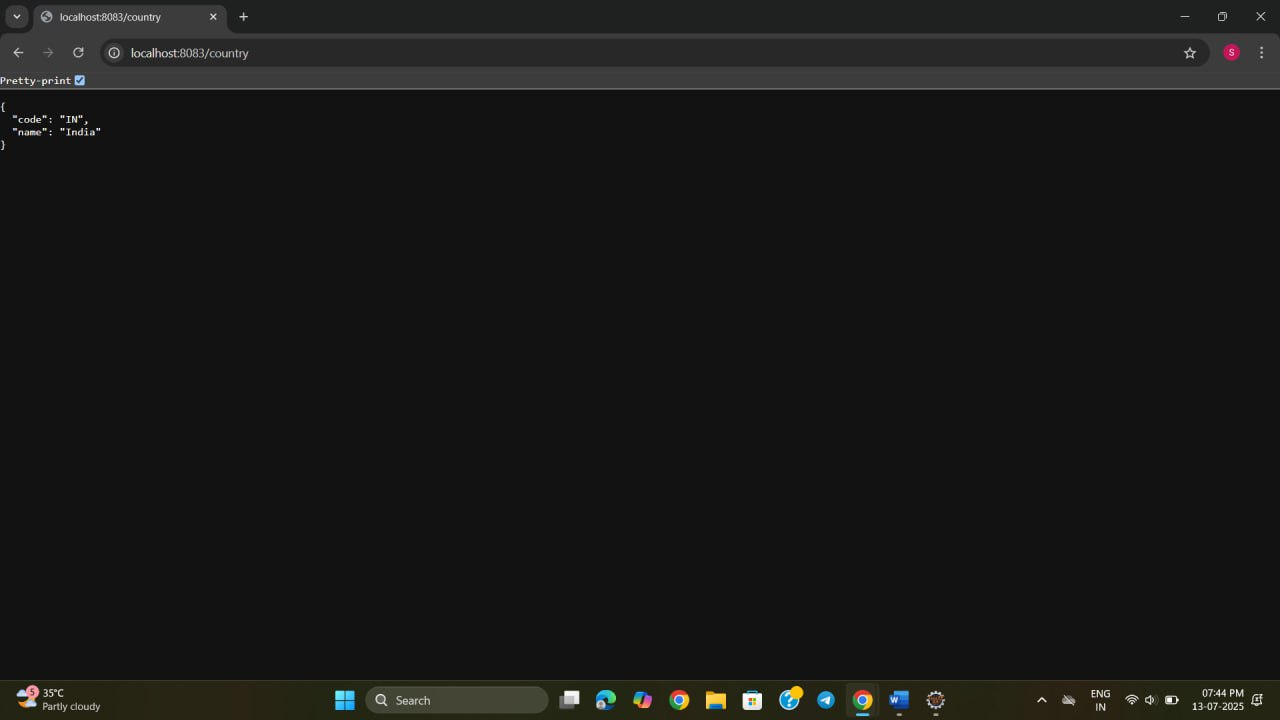 localhost:8083/country
localhost:8083/country
S
Pretty-print
{
  "code": "IN",
  "name": "India"
}
5
35°C
Partly cloudy
Search
W
ENG
IN
07:44 PM
13-07-2025